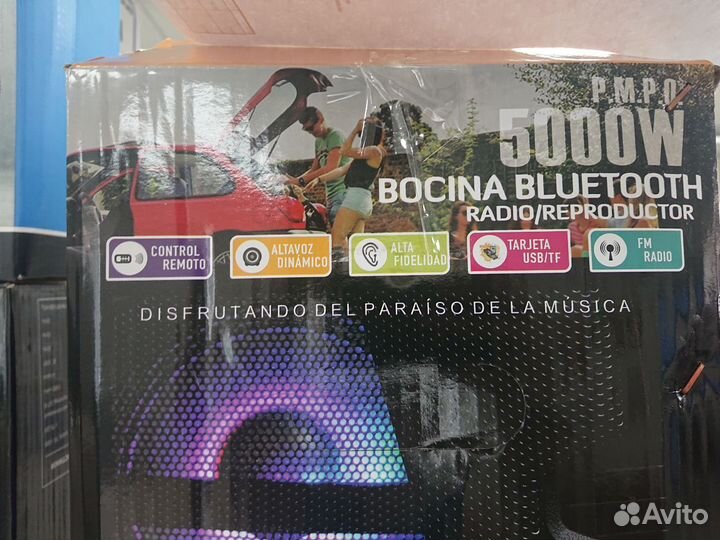 P.M.P.O
5000W
BOCINA BLUETOOTH
RADIO/REPRODUCTOR
CONTROL
REMOTO
ALTAVOZ
DINÁMICO
ALTA
FIDELIDAD
TARJETA
USB/TF
FM
RADIO
DISFRUTANDO DEL PARAÍSO DE LA MÚSICA
Avito